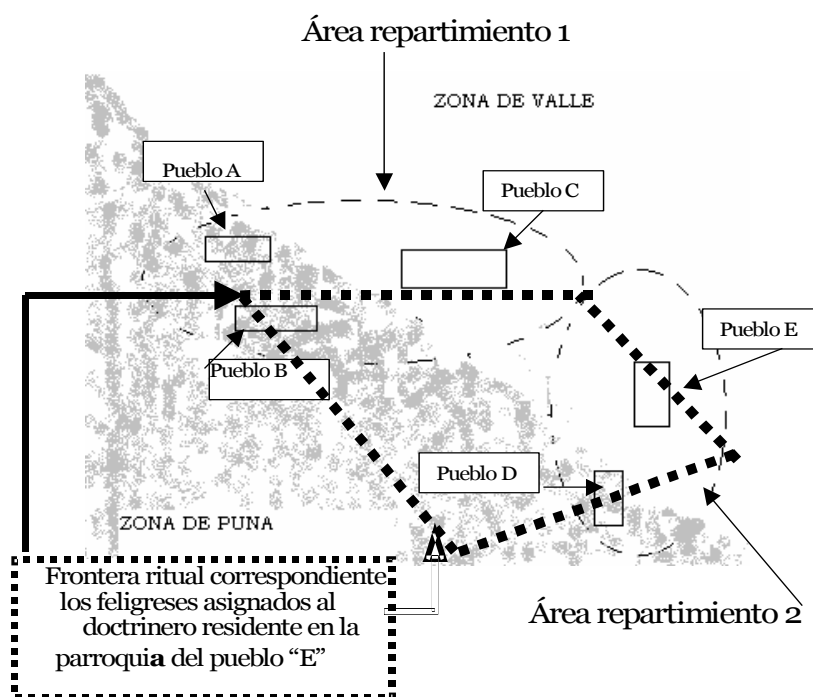 Área repartimiento 1
ZONA DE VALLE
Pueblo A
Pueblo C
Pueblo E
Pueblo B
Pueblo D
ZONA DE PUNA
Frontera ritual correspondiente
los feligreses asignados al
doctrinero residente en la
parroquia del pueblo “E”
Área repartimiento 2